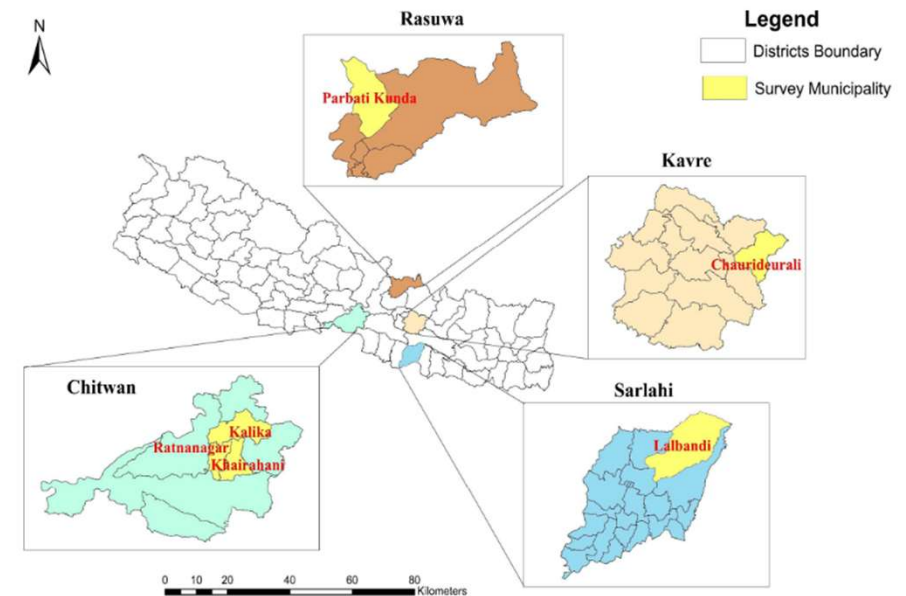 N
Rasuwa
Parbati Kunda
Legend
Districts Boundary
Survey Municipality
Kavre
Chaurideurali
Chitwan
Kalika
Ratnanagar
Khairahani
Sarlahi
Lalbandi
0 10 20 40 60 80
Kilometers